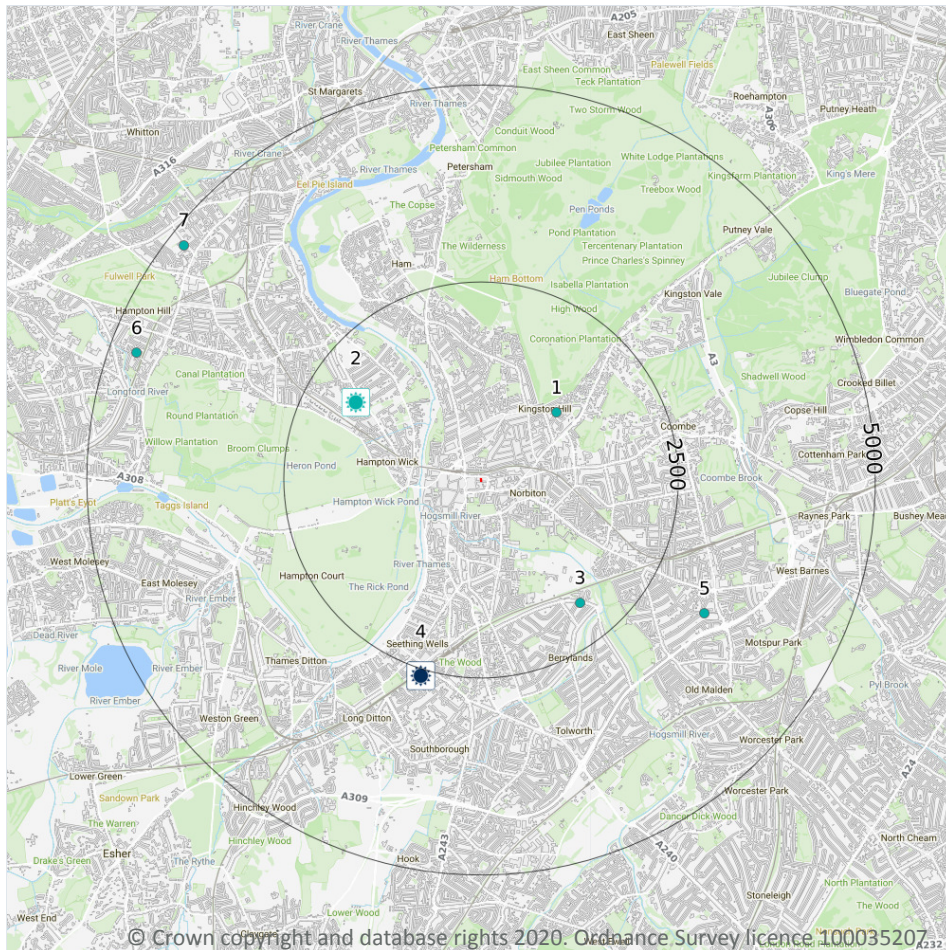 River Crane
A205
River Thames
East Sheen
East Sheen Common
Teck Plantation
Palewell Fields
St Margarets
River Thames
Roehampton
A306
Putney Heath
Two Storm Wood
Whitton
Conduit Wood
A316
River Crane
Petersham Common
Jubilee Plantation
White Lodge Plantations
King's Mere
River Thames
Petersham
Sidmouth Wood
Kingsfarm Plantation
Eel Pie Island
Treebox Wood
The Copse
Pen Ponds
7
Pond Plantation
Putney Vale
The Wilderness
Tercentenary Plantation
Ham
Prince Charles's Spinney
Fulwell Park
Ham Bottom
Isabella Plantation
Jubilee Clump
Kingston Vale
Bluegate Pond
Hampton Hill
High Wood
6
Coronation Plantation
Wimbledon Common
2
A3
Canal Plantation
Shadwell Wood
Longford River
1
Crooked Billet
Round Plantation
Kingston Hill
Copse Hill
Coombe
Willow Plantation
Broom Clumps
5000
Cottenham Park
2500
Hampton Wick
Heron Pond
A308
Coombe Brook
Platt's Eyot
Norbiton
Taggs Island
Hampton Wick Pond
Hogsmill River
Raynes Park
Bushey Mead
West Molesey
River Thames
West Barnes
Hampton Court
3
East Molesey
The Rick Pond
5
River Ember
4
Dead River
Seething Wells
Motspur Park
River Mole
River Ember
Thames Ditton
The Wood
Berrylands
Pyl Brook
River Ember
Old Malden
Weston Green
Long Ditton
Tolworth
Hogsmill River
Southborough
Worcester Park
Lower Green
A24
Sandown Park
A309
Worcester Park
Hinchley Wood
The Warren
Dancer Dick Wood
North Cheam
Esher
Hinchley Wood
A243
A240
Drake's Green
The Rythe
Hook
North Plantation
Stoneleigh
West End
Lower Wood
Claygate
West Ewell
© Crown copyright and database rights 2020. Ordnance Survey licence 100035207